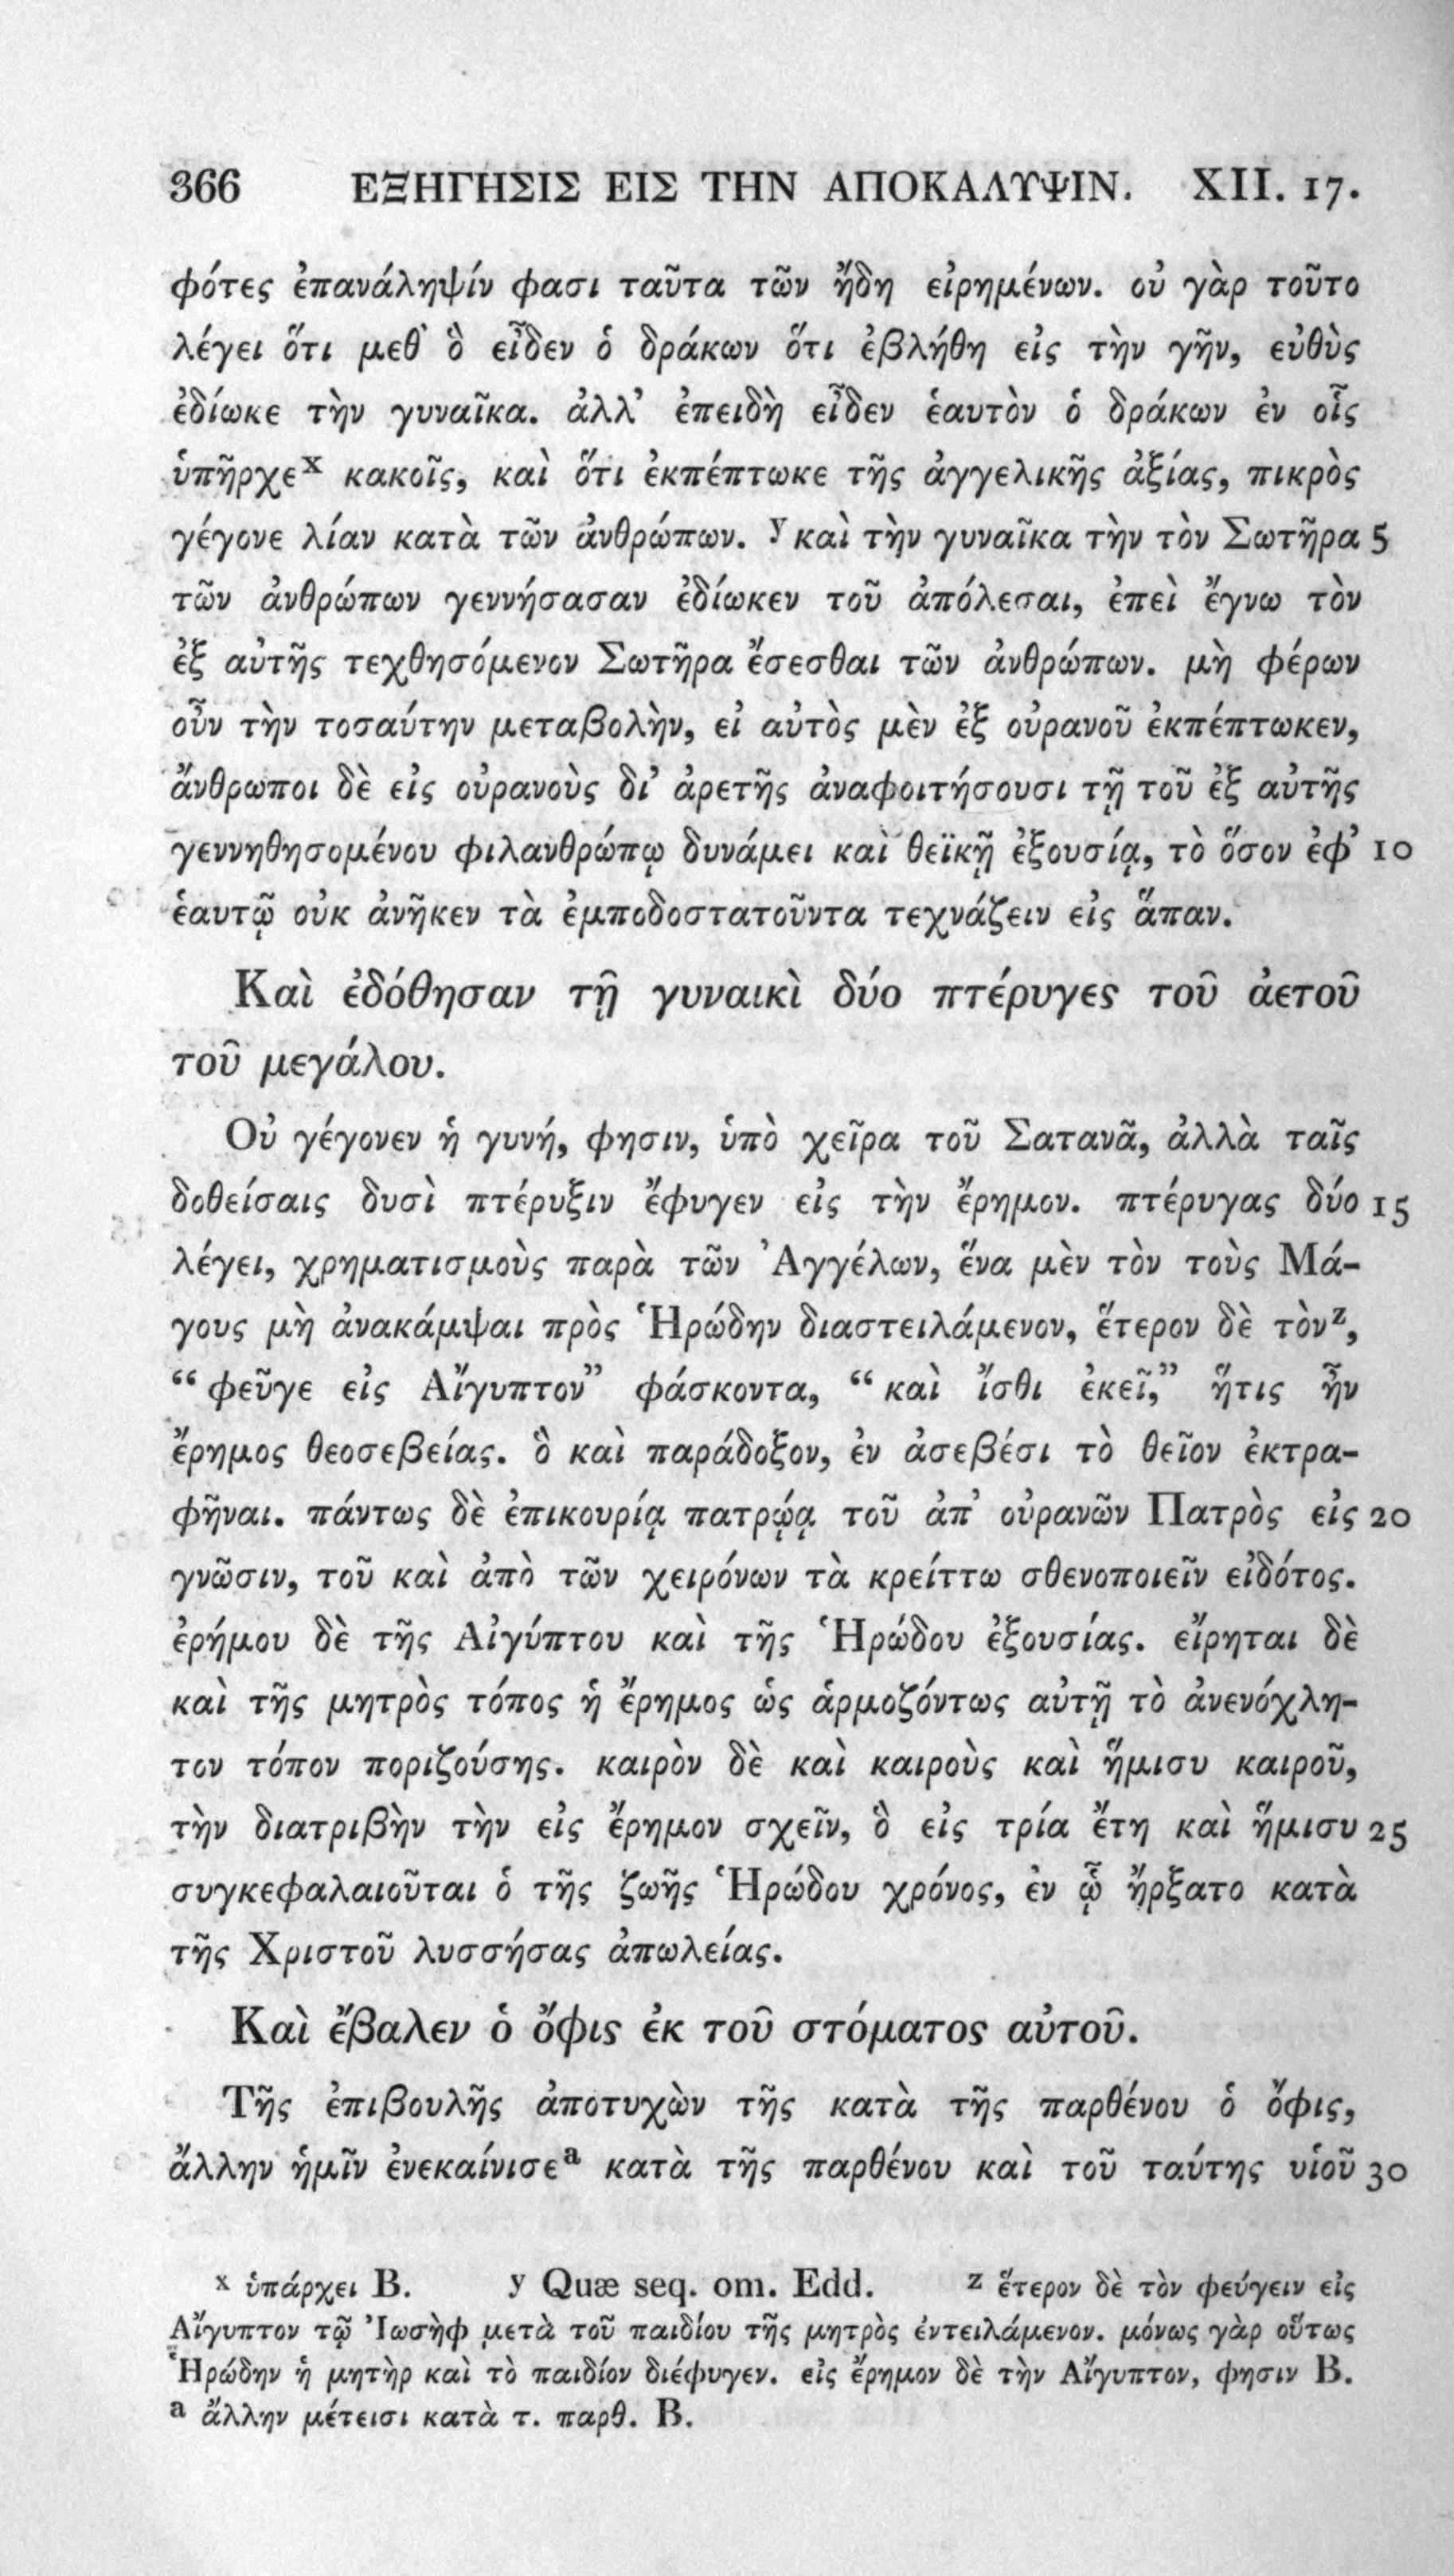 366 ΕΞΗΓΗΣΙΣ ΕΙΣ ΤΗΝ ΑΠΟΚΑΛΥΨΙΝ. XII. 17.
φότες ἐπανάληψίν φασι ταῦτα τῶν ἤδη εἰρημένων. οὐ γὰρ τοῦτο
λέγει ὅτι μεθ' ὃ εἶδεν ὁ δράκων ὅτι ἐβλήθη εἰς τὴν γῆν, εὐθὺς
ἐδίωκε τὴν γυναῖκα. ἀλλ' ἐπειδὴ εἶδεν ἑαυτὸν ὁ δράκων ἐν οἷς
ὑπῆρχεˣ κακοῖς, καὶ ὅτι ἐκπέπτωκε τῆς ἀγγελικῆς ἀξίας, πικρὸς
γέγονε λίαν κατὰ τῶν ἀνθρώπων. ʸ καὶ τὴν γυναῖκα τὴν τὸν Σωτῆρα 5
τῶν ἀνθρώπων γεννήσασαν ἐδίωκεν τοῦ ἀπόλεσαι, ἐπεὶ ἔγνω τὸν
ἐξ αὐτῆς τεχθησόμενον Σωτῆρα ἔσεσθαι τῶν ἀνθρώπων. μὴ φέρων
οὖν τὴν τοσαύτην μεταβολὴν, εἰ αὐτὸς μὲν ἐξ οὐρανοῦ ἐκπέπτωκεν,
ἄνθρωποι δὲ εἰς οὐρανοὺς δι' ἀρετῆς ἀναφοιτήσουσι τῇ τοῦ ἐξ αὐτῆς
γεννηθησομένου φιλανθρώπῳ δυνάμει καὶ θεϊκῇ ἐξουσίᾳ, τὸ ὅσον ἐφ' 10
ἑαυτῷ οὐκ ἀνῆκεν τὰ ἐμποδοστατοῦντα τεχνάζειν εἰς ἅπαν.
Καὶ ἐδόθησαν τῇ γυναικὶ δύο πτέρυγες τοῦ ἀετοῦ
τοῦ μεγάλου.
Οὐ γέγονεν ἡ γυνή, φησιν, ὑπὸ χεῖρα τοῦ Σατανᾶ, ἀλλὰ ταῖς
δοθείσαις δυσὶ πτέρυξιν ἔφυγεν εἰς τὴν ἔρημον. πτέρυγας δύο 15
λέγει, χρηματισμοὺς παρὰ τῶν Ἀγγέλων, ἕνα μὲν τὸν τοὺς Μά-
γους μὴ ἀνακάμψαι πρὸς Ἡρώδην διαστειλάμενον, ἕτερον δὲ τὸνᶻ,
“ φεῦγε εἰς Αἴγυπτον” φάσκοντα, “ καὶ ἴσθι ἐκεῖ,” ἥτις ἦν
ἔρημος θεοσεβείας. ὃ καὶ παράδοξον, ἐν ἀσεβέσι τὸ θεῖον ἐκτρα-
φῆναι. πάντως δὲ ἐπικουρίᾳ πατρῴᾳ τοῦ ἀπ' οὐρανῶν Πατρὸς εἰς 20
γνῶσιν, τοῦ καὶ ἀπὸ τῶν χειρόνων τὰ κρείττω σθενοποιεῖν εἰδότος.
ἐρήμου δὲ τῆς Αἰγύπτου καὶ τῆς Ἡρώδου ἐξουσίας. εἴρηται δὲ
καὶ τῆς μητρὸς τόπος ἡ ἔρημος ὡς ἁρμοζόντως αὐτῇ τὸ ἀνενόχλη-
τον τόπον ποριζούσης. καιρὸν δὲ καὶ καιροὺς καὶ ἥμισυ καιροῦ,
τὴν διατριβὴν τὴν εἰς ἔρημον σχεῖν, ὃ εἰς τρία ἔτη καὶ ἥμισυ 25
συγκεφαλαιοῦται ὁ τῆς ζωῆς Ἡρώδου χρόνος, ἐν ᾧ ἤρξατο κατὰ
τῆς Χριστοῦ λυσσήσας ἀπωλείας.
Καὶ ἔβαλεν ὁ ὄφις ἐκ τοῦ στόματος αὐτοῦ.
Τῆς ἐπιβουλῆς ἀποτυχὼν τῆς κατὰ τῆς παρθένου ὁ ὄφις,
ἄλλην ἡμῖν ἐνεκαίνισεᵃ κατὰ τῆς παρθένου καὶ τοῦ ταύτης υἱοῦ 30
ˣ ὑπάρχει B. ʸ Quæ seq. om. Edd. ᶻ ἕτερον δὲ τὸν φεύγειν εἰς
Αἴγυπτον τῷ Ἰωσὴφ μετὰ τοῦ παιδίου τῆς μητρὸς ἐντειλάμενον. μόνως γὰρ οὕτως
Ἡρώδην ἡ μητὴρ καὶ τὸ παιδίον διέφυγεν. εἰς ἔρημον δὲ τὴν Αἴγυπτον, φησιν B.
ᵃ ἄλλην μέτεισι κατὰ τ. παρθ. B.